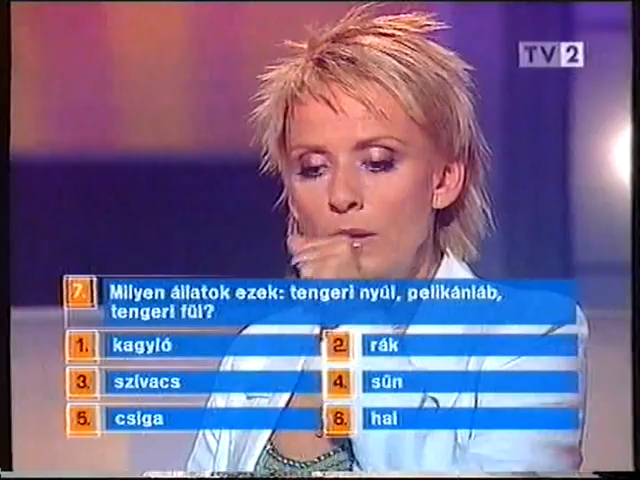 TV2
7. Milyen állatok ezek: tengeri nyúl, pelikánláb,
tengeri fül?
1. kagyló
2. rák
3. szivacs
4. sün
5. csiga
6. hal